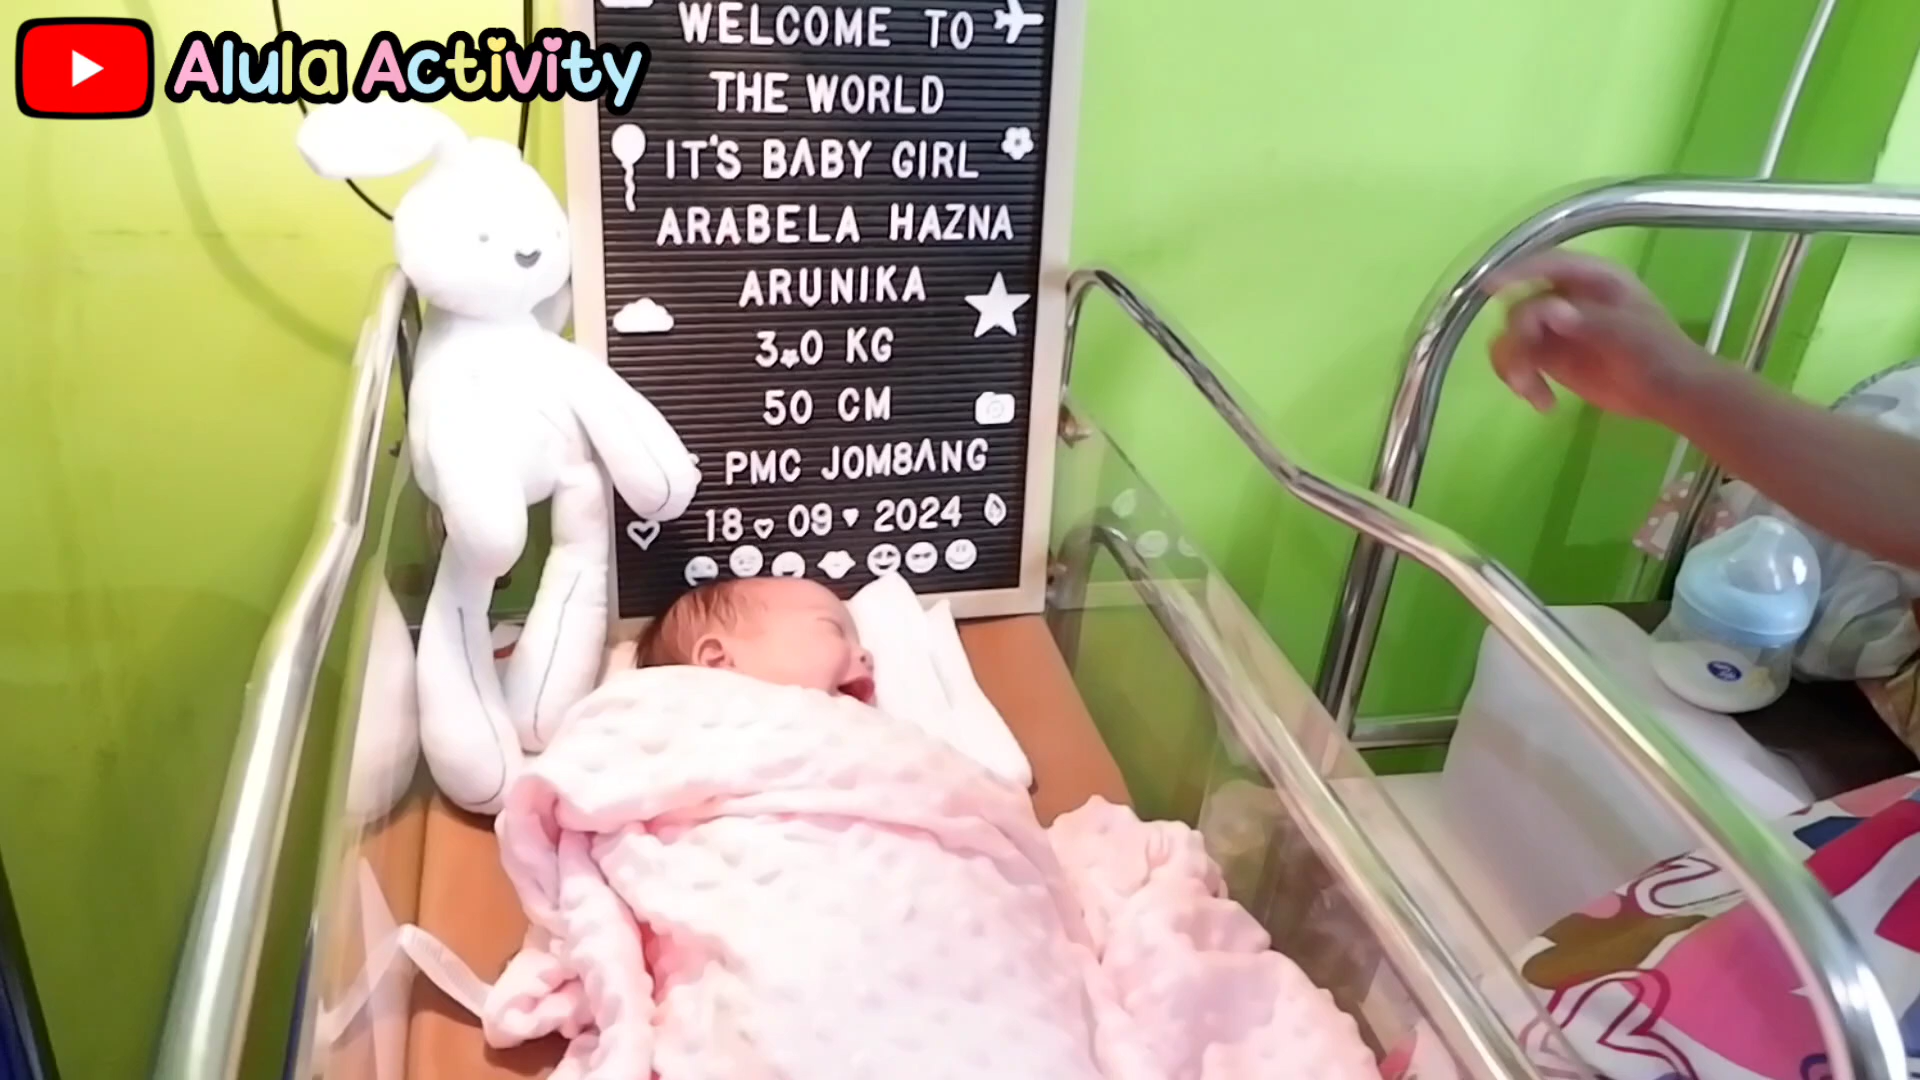 Alula Activity
WELCOME TO
THE WORLD
IT'S BABY GIRL
ARABELA HAZNA
ARUNIKA
3.0 KG
50 CM
PMC JOM8ANG
18 09 2024